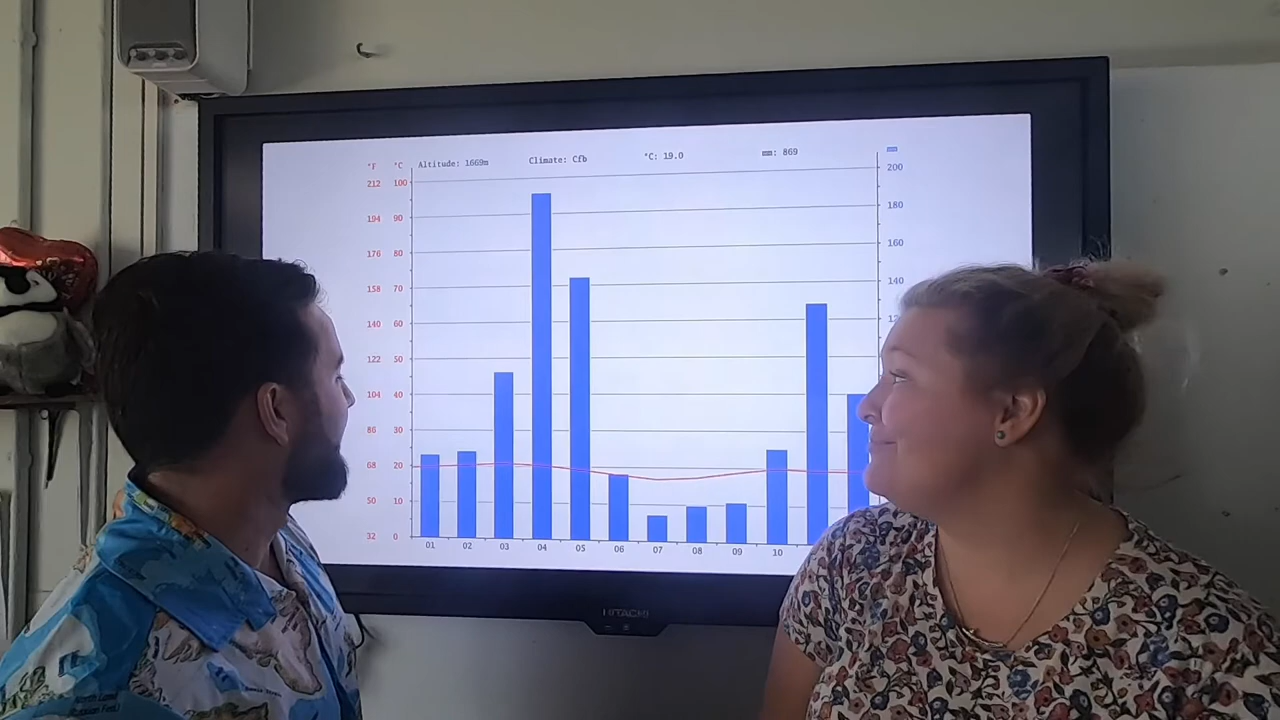 Altitude: 1669m Climate: Cfb °C: 19.0 mm: 869 mm
°F °C
212 100 200
194 90 180
176 80 160
158 70 140
140 60
122 50
104 40
86 30
68 20
50 10
32 0
01 02 03 04 05 06 07 08 09 10
HITACHI